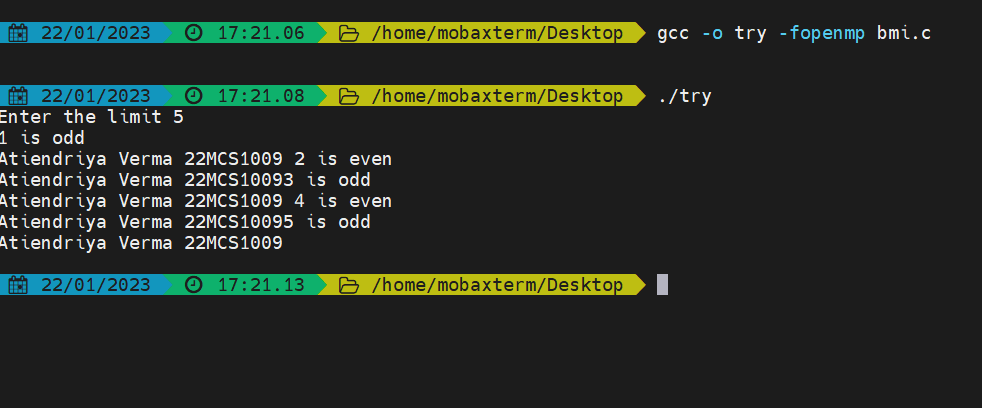 22/01/2023 17:21.06 /home/mobaxterm/Desktop gcc -o try -fopenmp bmi.c
22/01/2023 17:21.08 /home/mobaxterm/Desktop ./try
Enter the limit 5
1 is odd
Atiendriya Verma 22MCS1009 2 is even
Atiendriya Verma 22MCS10093 is odd
Atiendriya Verma 22MCS1009 4 is even
Atiendriya Verma 22MCS10095 is odd
Atiendriya Verma 22MCS1009
22/01/2023 17:21.13 /home/mobaxterm/Desktop